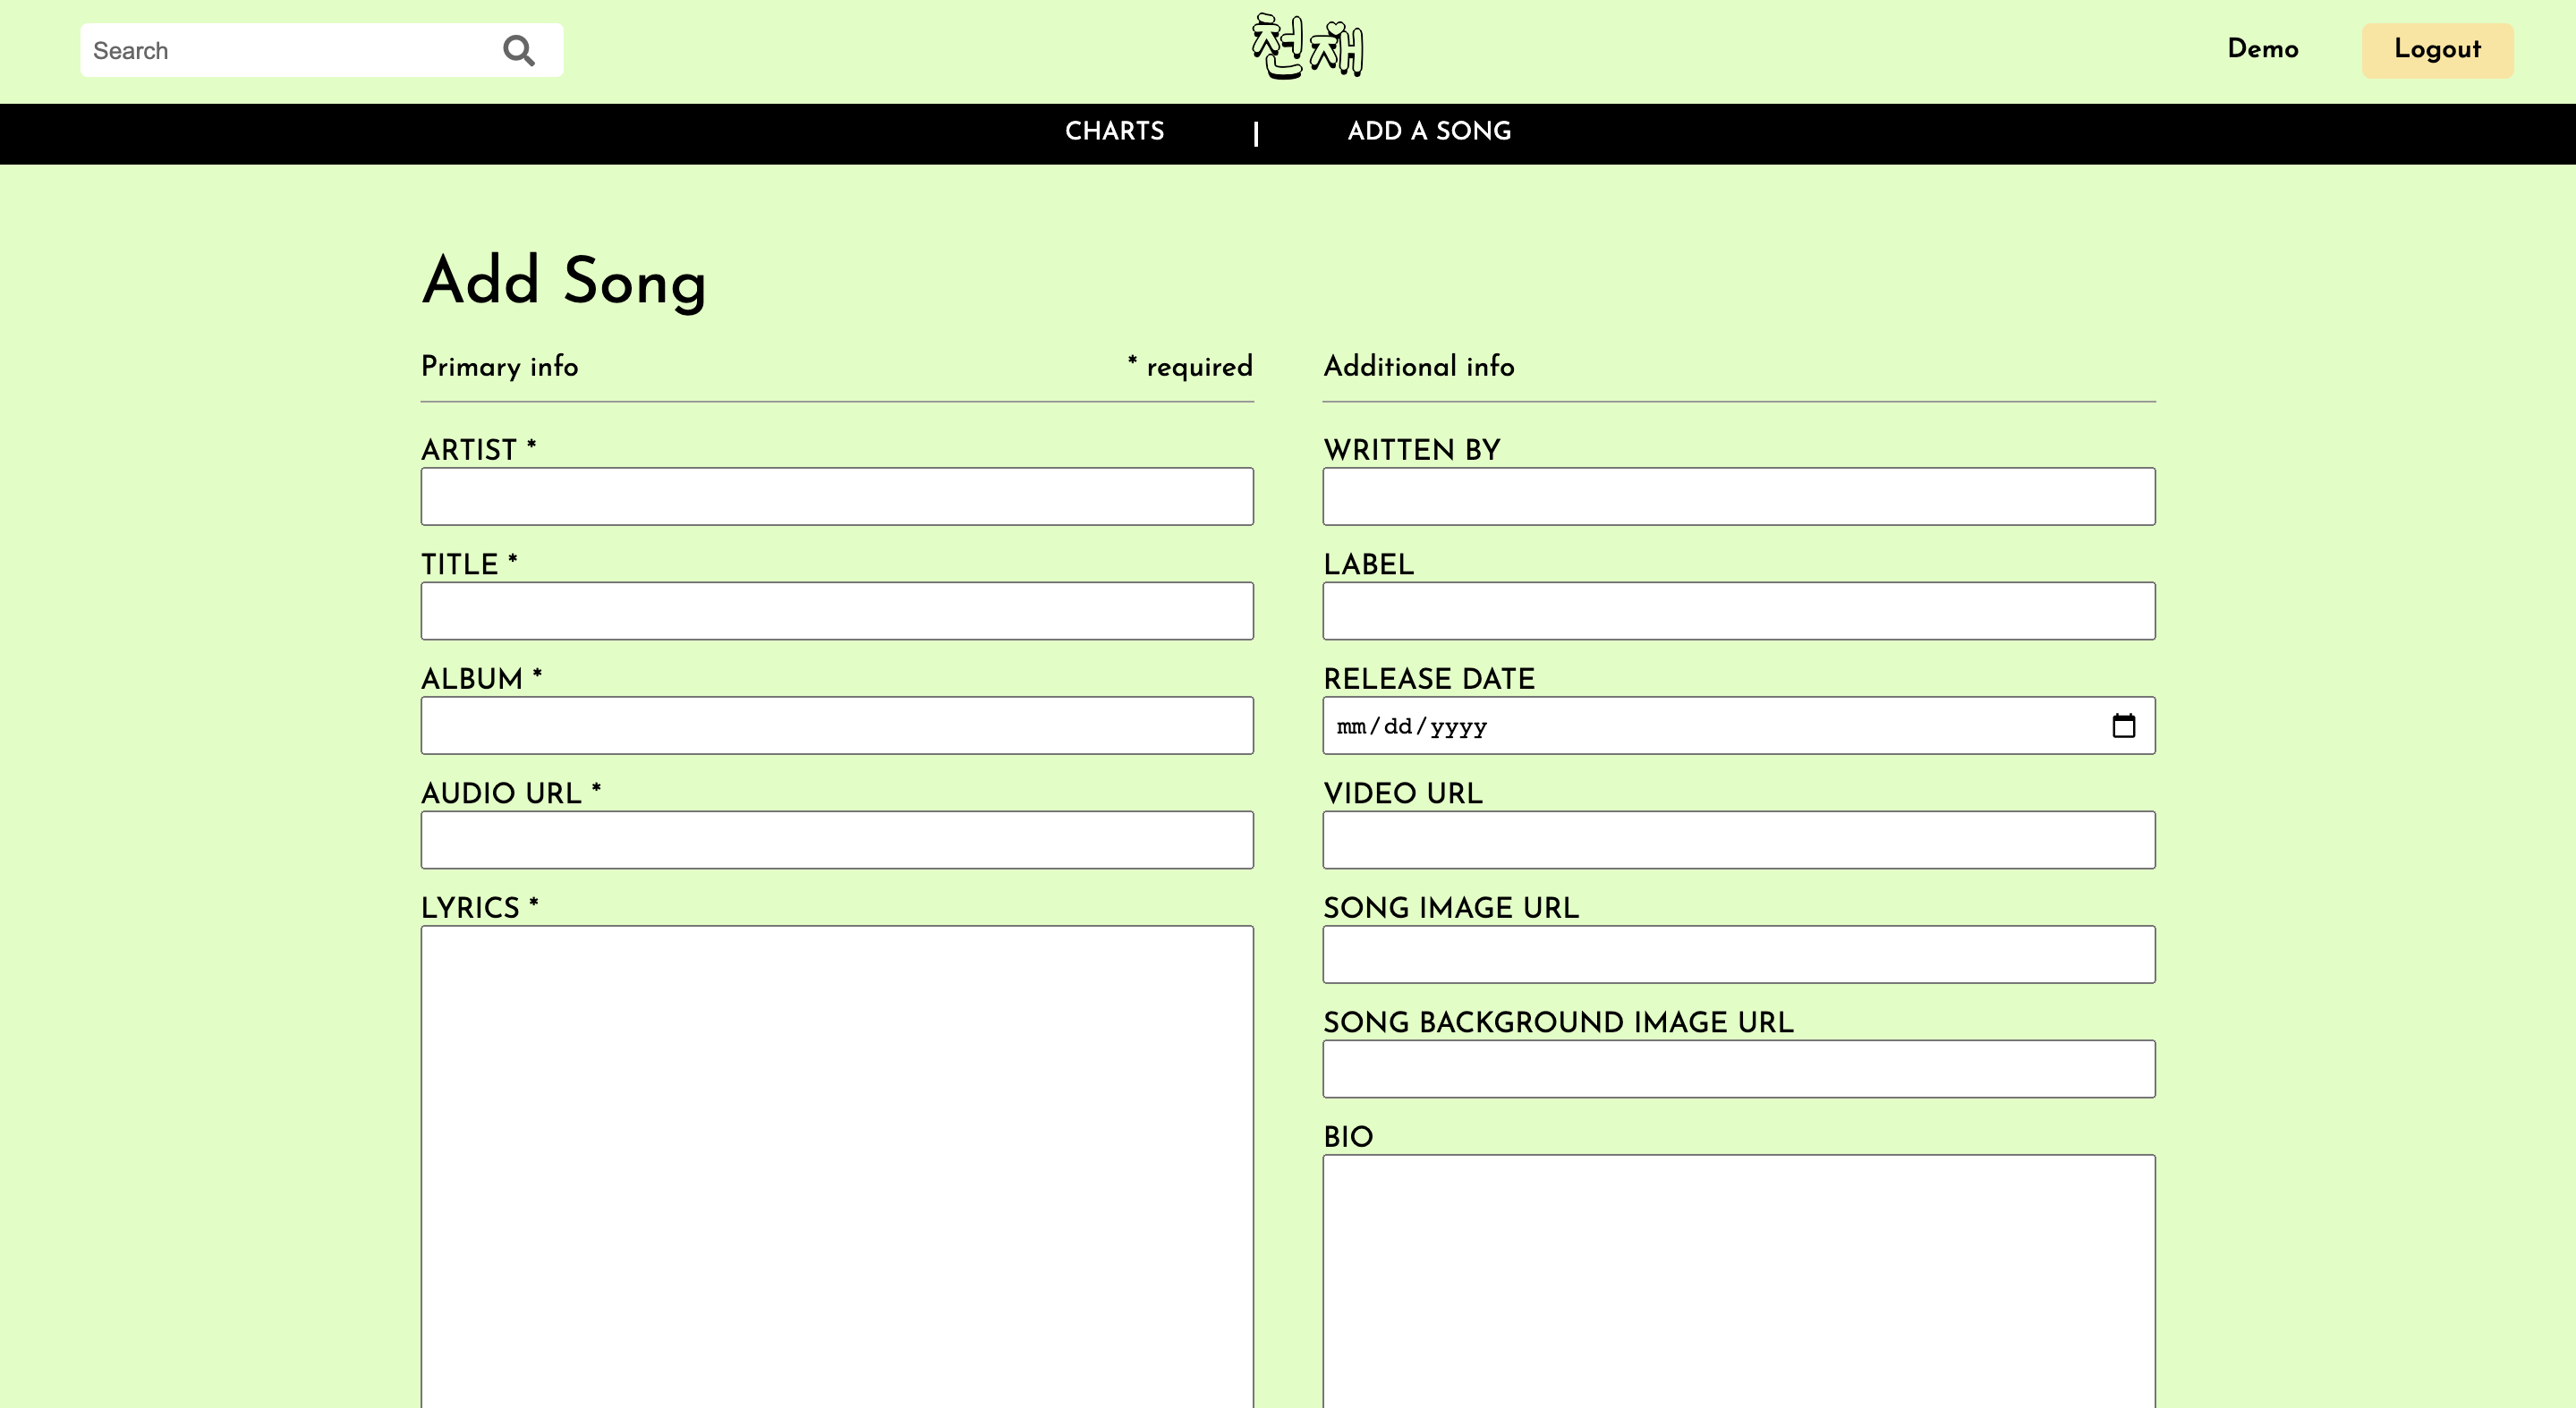 Search
천재
Demo
Logout
CHARTS
|
ADD A SONG
Add Song
Primary info
* required
ARTIST *
TITLE *
ALBUM *
AUDIO URL *
LYRICS *
Additional info
WRITTEN BY
LABEL
RELEASE DATE
mm/dd/yyyy
VIDEO URL
SONG IMAGE URL
SONG BACKGROUND IMAGE URL
BIO